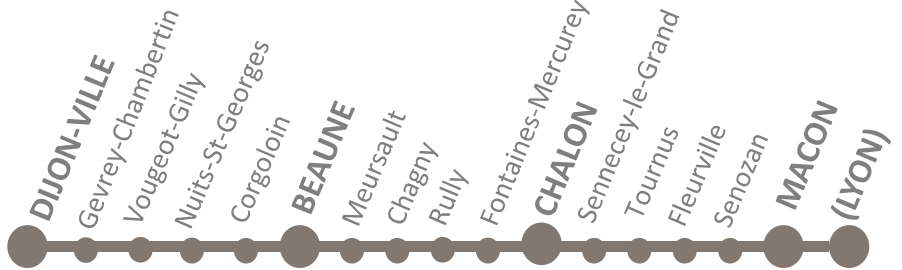 DIJON-VILLE
Gevrey-Chambertin
Vougeot-Gilly
Nuits-St-Georges
Corgoloin
BEAUNE
Meursault
Chagny
Rully
Fontaines-Mercurey
CHALON
Sennecey-le-Grand
Tournus
Fleurville
Senozan
MACON
(LYON)